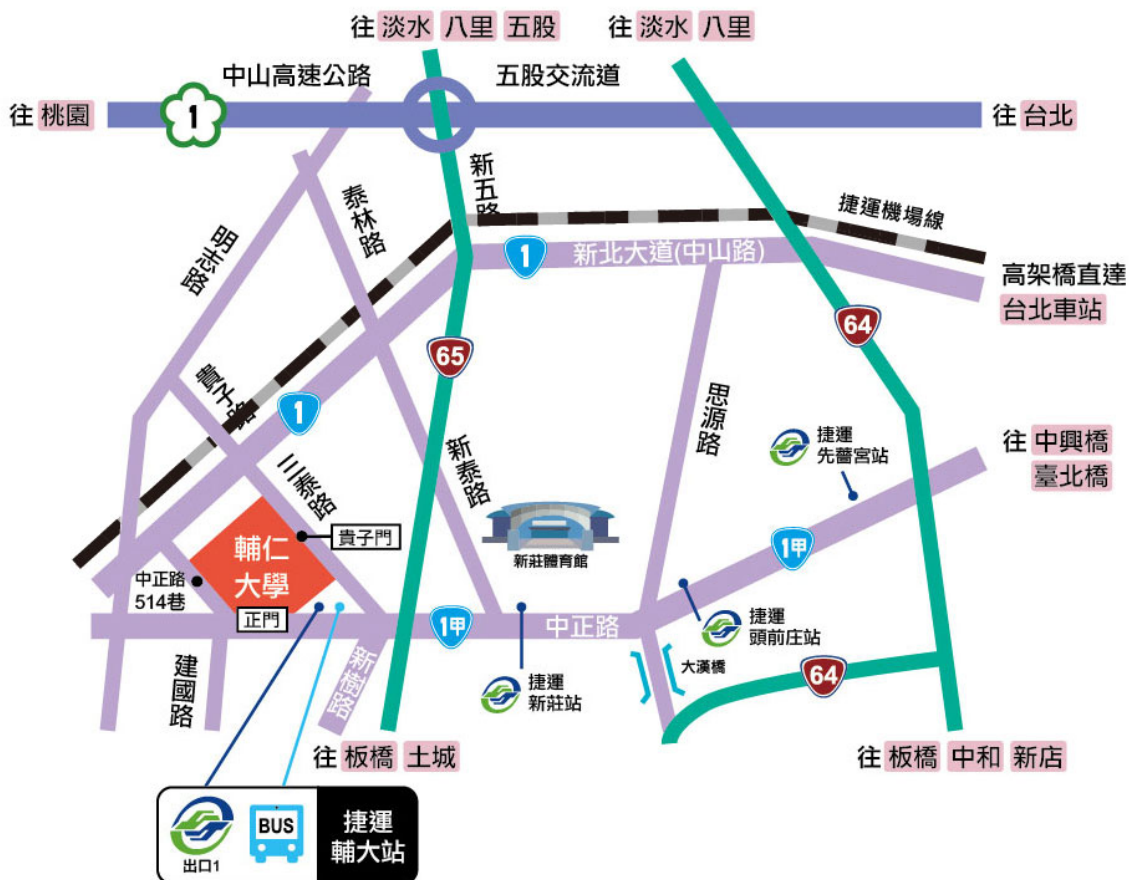 往 淡水 八里 五股
往 淡水 八里
中山高速公路
五股交流道
往 桃園
1
往 台北
新五路
泰林路
明志路
捷運機場線
新北大道(中山路)
1
高架橋直達
台北車站
65
64
貴子路
1
思源路
新泰路
捷運
先嗇宮站
往 中興橋
臺北橋
三泰路
輔仁
大學
貴子門
新莊體育館
1甲
中正路
514巷
正門
1甲
中正路
捷運
頭前庄站
大漢橋
建國路
新樹路
捷運
新莊站
64
往 板橋 土城
往 板橋 中和 新店
出口1
BUS
捷運
輔大站